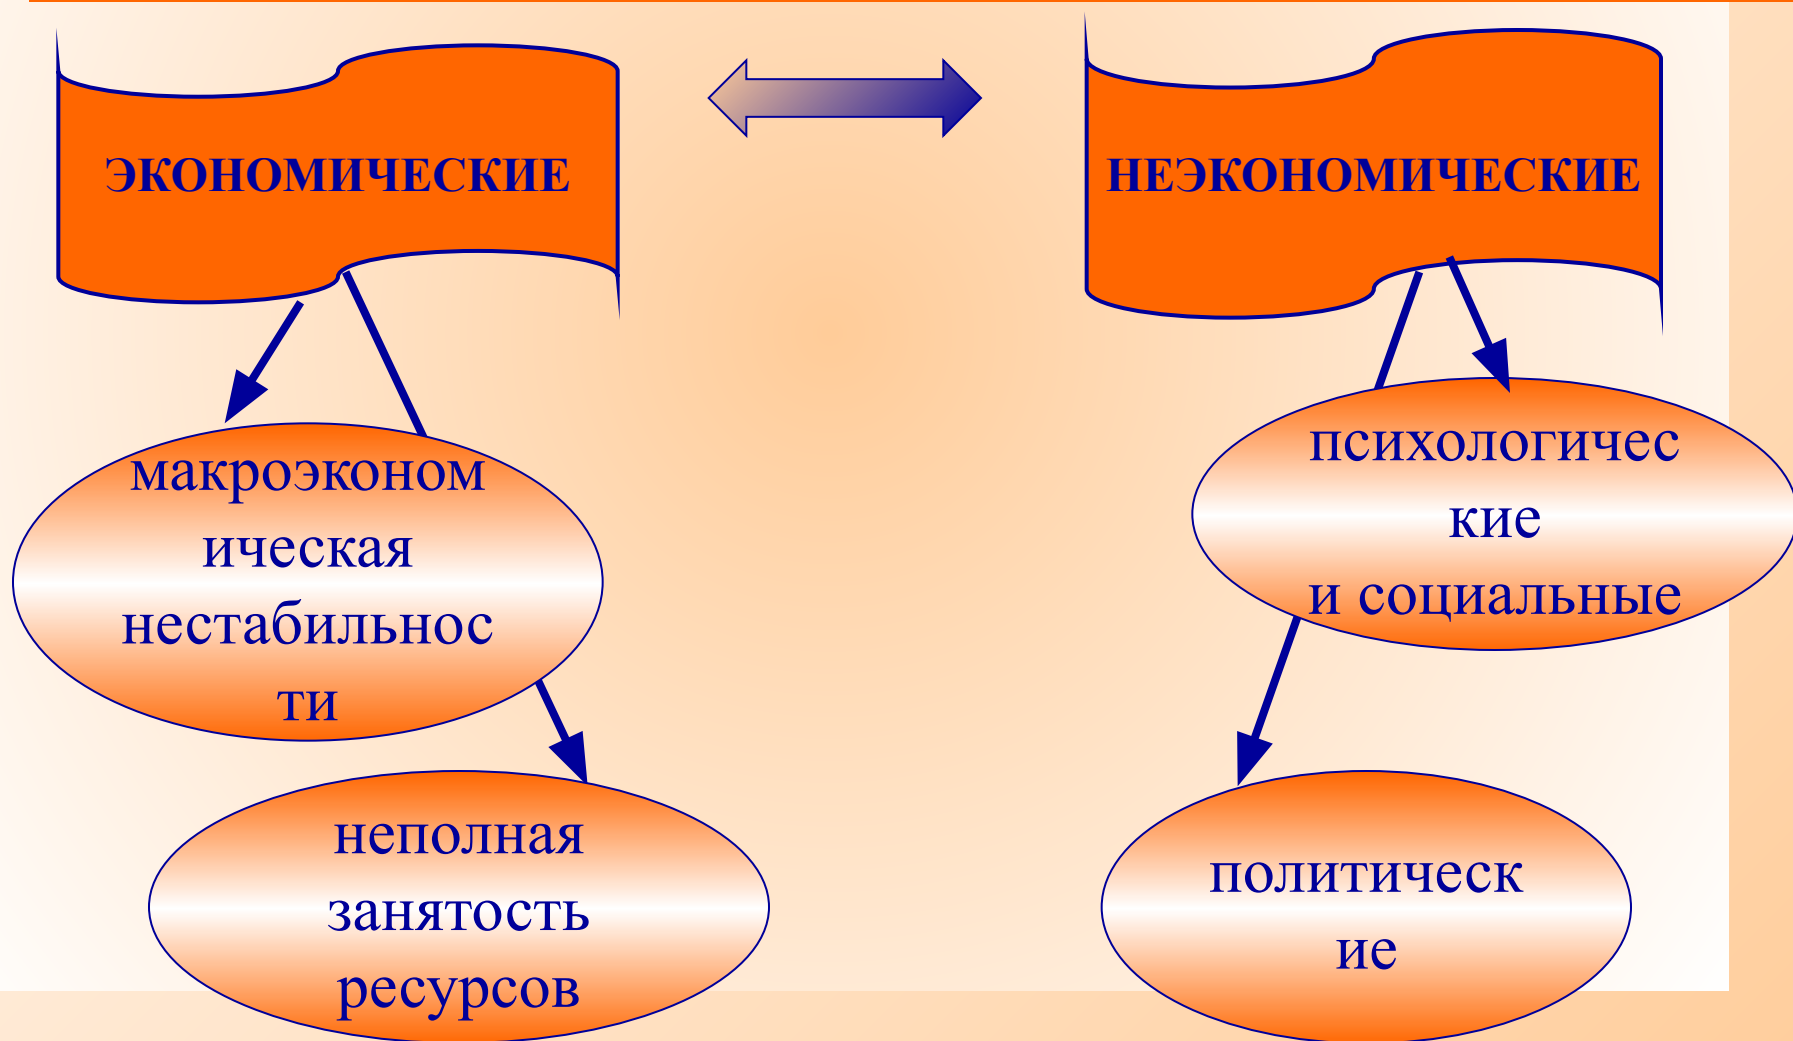 ЭКОНОМИЧЕСКИЕ
НЕЭКОНОМИЧЕСКИЕ
макроэконом
ическая
нестабильнос
ти
психологичес
кие
и социальные
неполная
занятость
ресурсов
политическ
ие